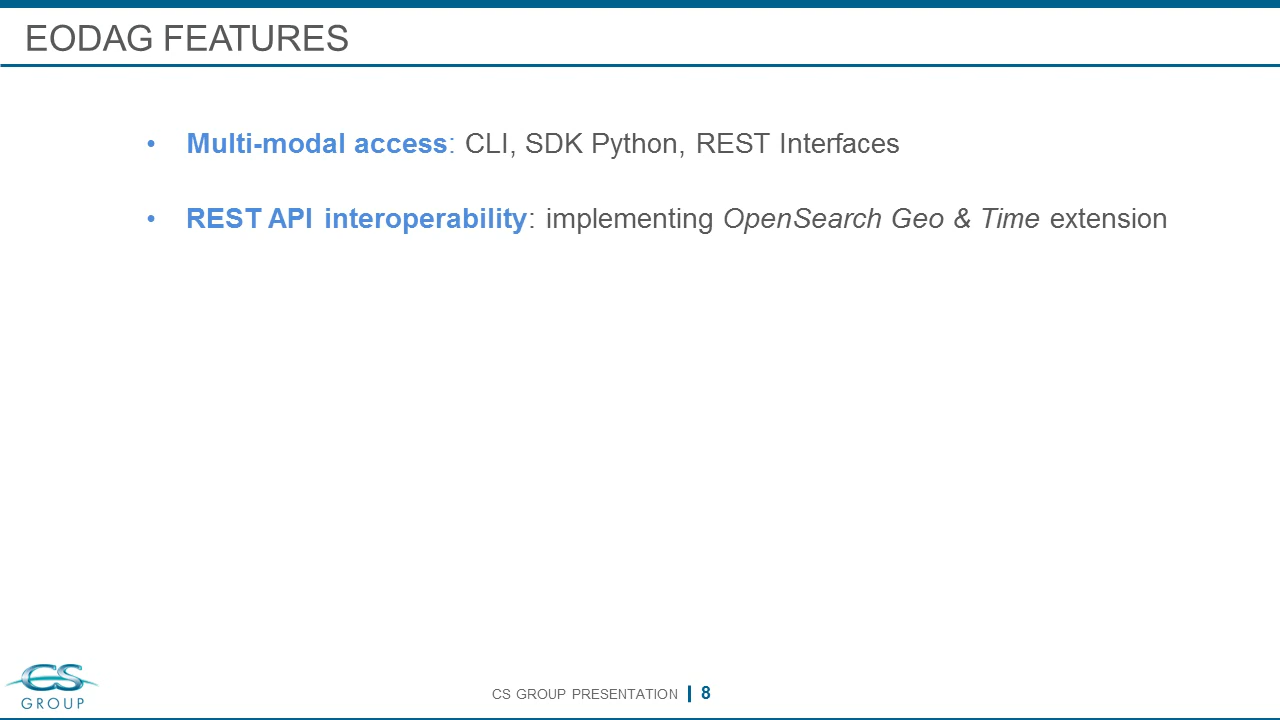 EODAG FEATURES
• Multi-modal access: CLI, SDK Python, REST Interfaces
• REST API interoperability: implementing OpenSearch Geo & Time extension
CS GROUP
CS GROUP PRESENTATION | 8